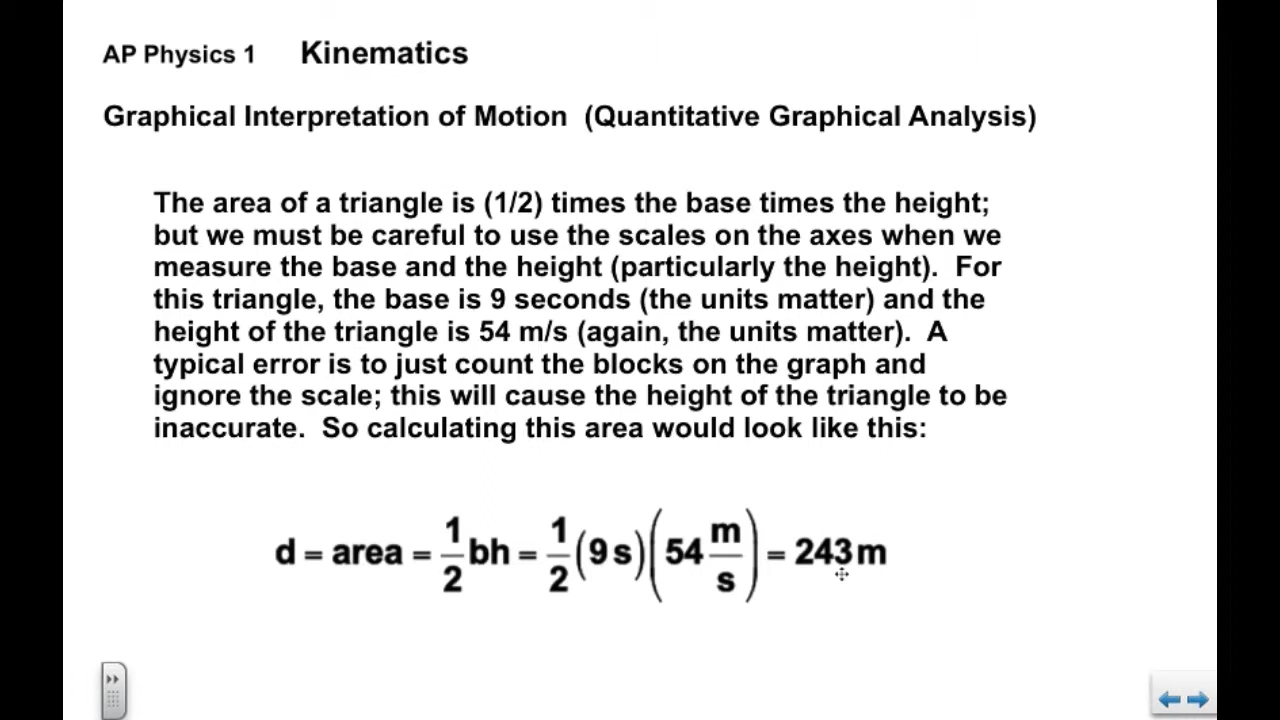 AP Physics 1 Kinematics
Graphical Interpretation of Motion (Quantitative Graphical Analysis)
The area of a triangle is (1/2) times the base times the height;
but we must be careful to use the scales on the axes when we
measure the base and the height (particularly the height). For
this triangle, the base is 9 seconds (the units matter) and the
height of the triangle is 54 m/s (again, the units matter). A
typical error is to just count the blocks on the graph and
ignore the scale; this will cause the height of the triangle to be
inaccurate. So calculating this area would look like this:
d = area = 1/2 bh = 1/2 (9 s)(54 m/s) = 243 m